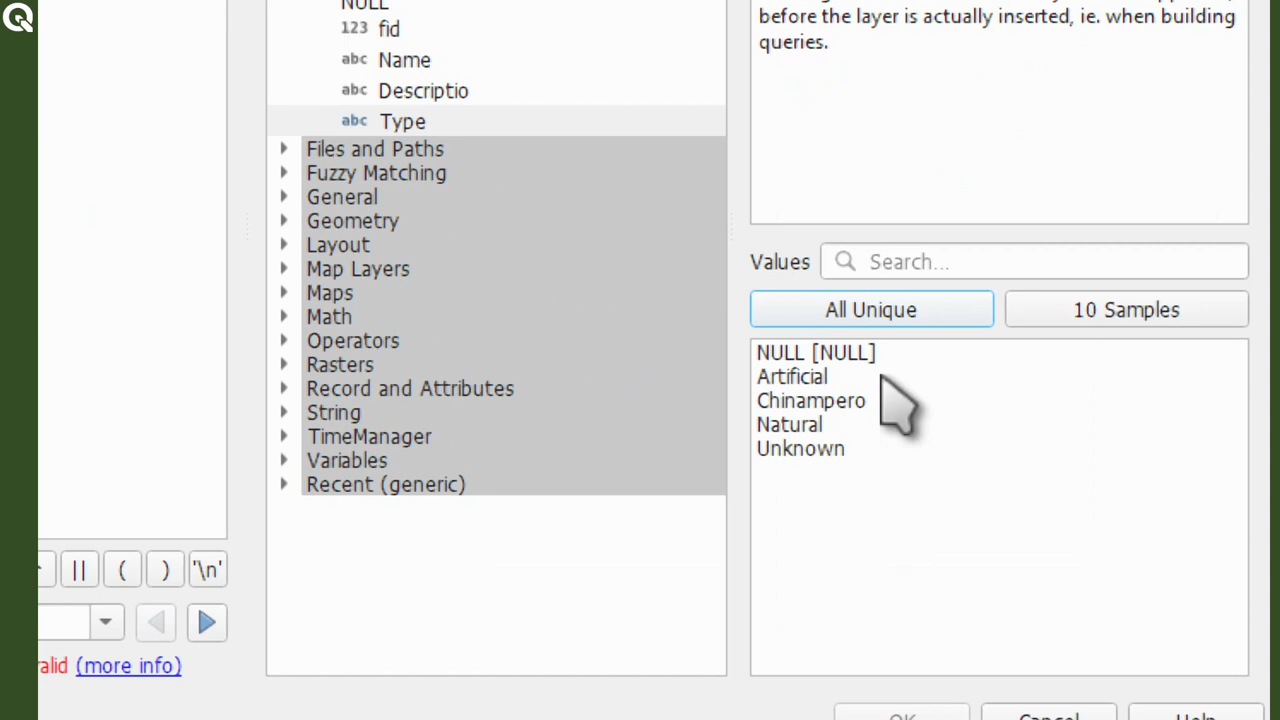 NULL
123 fid
abc Name
abc Descriptio
abc Type
Files and Paths
Fuzzy Matching
General
Geometry
Layout
Map Layers
Maps
Math
Operators
Rasters
Record and Attributes
String
TimeManager
Variables
Recent (generic)
before the layer is actually inserted, ie. when building
queries.
Values Search...
All Unique 10 Samples
NULL [NULL]
Artificial
Chinampero
Natural
Unknown
|| ( ) '\n'
alid (more info)
OK Cancel Help